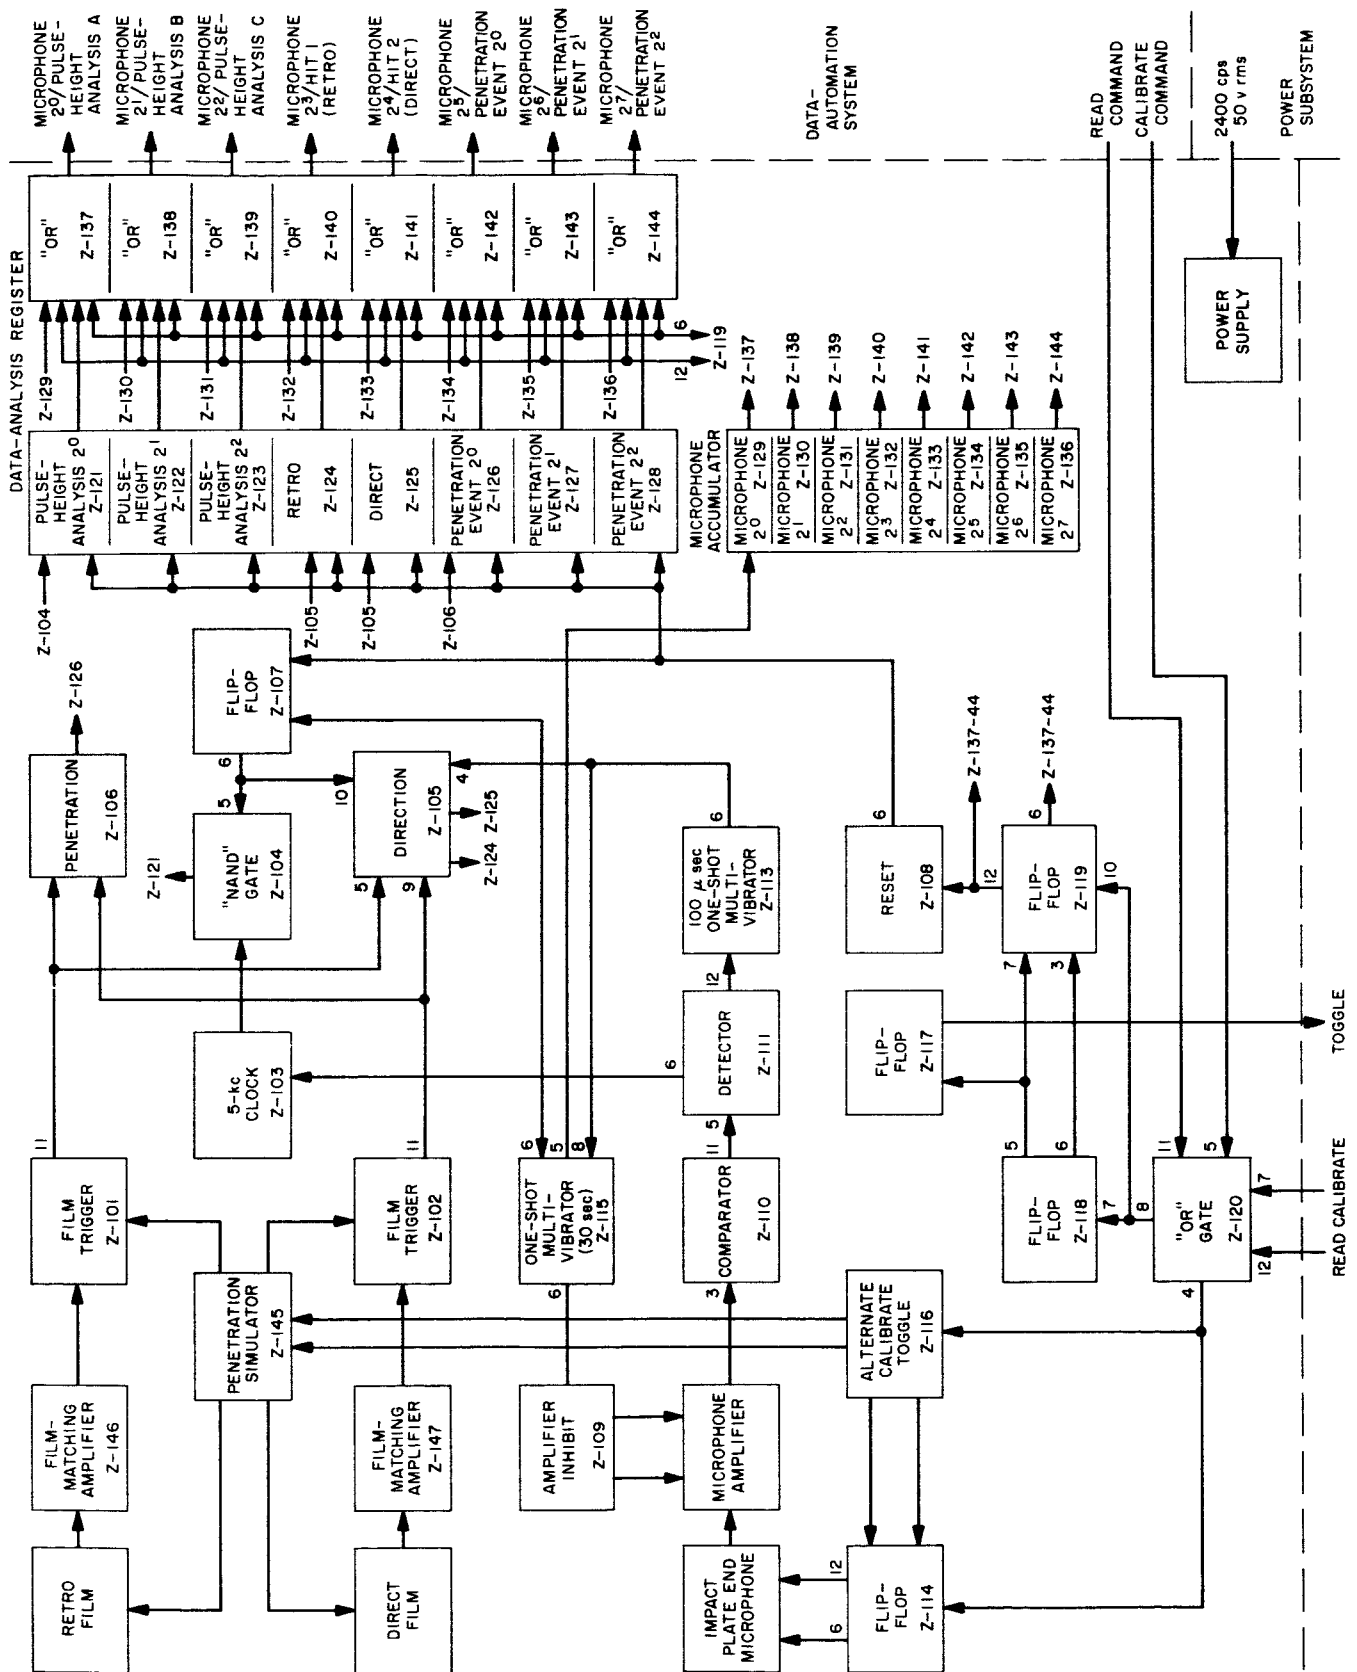 RETRO
FILM
FILM-
MATCHING
AMPLIFIER
Z-146
FILM
TRIGGER
Z-101
11
PENETRATION
Z-106
Z-126
PENETRATION
SIMULATOR
Z-145
5-kc
CLOCK
Z-103
"NAND"
GATE
Z-104
Z-121
5
6
FLIP-
FLOP
Z-107
DIRECT
FILM
FILM-
MATCHING
AMPLIFIER
Z-147
FILM
TRIGGER
Z-102
11
5
9
10
4
DIRECTION
Z-105
Z-124
Z-125
AMPLIFIER
INHIBIT
Z-109
6
ONE-SHOT
MULTI-
VIBRATOR
(30 sec)
Z-115
6
5
8
IMPACT
PLATE END
MICROPHONE
MICROPHONE
AMPLIFIER
3
COMPARATOR
Z-110
11
5
DETECTOR
Z-111
6
12
100 μ sec
ONE-SHOT
MULTI-
VIBRATOR
Z-113
6
6
12
FLIP-
FLOP
Z-114
ALTERNATE
CALIBRATE
TOGGLE
Z-116
FLIP-
FLOP
Z-118
5
6
7
FLIP-
FLOP
Z-117
RESET
Z-108
6
7
3
FLIP-
FLOP
Z-119
12
10
6
Z-137-44
Z-137-44
4
"OR"
GATE
Z-120
8
11
5
12
7
READ CALIBRATE
TOGGLE
DATA-ANALYSIS REGISTER
Z-104
PULSE-
HEIGHT
ANALYSIS 2⁰
Z-121
PULSE-
HEIGHT
ANALYSIS 2¹
Z-122
PULSE-
HEIGHT
ANALYSIS 2²
Z-123
Z-105
RETRO
Z-124
Z-105
DIRECT
Z-125
Z-106
PENETRATION
EVENT 2⁰
Z-126
PENETRATION
EVENT 2¹
Z-127
PENETRATION
EVENT 2²
Z-128
Z-129
Z-130
Z-131
Z-132
Z-133
Z-134
Z-135
Z-136
"OR"
Z-137
"OR"
Z-138
"OR"
Z-139
"OR"
Z-140
"OR"
Z-141
"OR"
Z-142
"OR"
Z-143
"OR"
Z-144
12
6
Z-119
MICROPHONE
2⁰/PULSE-
HEIGHT
ANALYSIS A
MICROPHONE
2¹/PULSE-
HEIGHT
ANALYSIS B
MICROPHONE
2²/PULSE-
HEIGHT
ANALYSIS C
MICROPHONE
2³/HIT 1
(RETRO)
MICROPHONE
2⁴/HIT 2
(DIRECT)
MICROPHONE
2⁵/
PENETRATION
EVENT 2⁰
MICROPHONE
2⁶/
PENETRATION
EVENT 2¹
MICROPHONE
2⁷/
PENETRATION
EVENT 2²
MICROPHONE
ACCUMULATOR
MICROPHONE
2⁰ Z-129
MICROPHONE
2¹ Z-130
MICROPHONE
2² Z-131
MICROPHONE
2³ Z-132
MICROPHONE
2⁴ Z-133
MICROPHONE
2⁵ Z-134
MICROPHONE
2⁶ Z-135
MICROPHONE
2⁷ Z-136
Z-137
Z-138
Z-139
Z-140
Z-141
Z-142
Z-143
Z-144
DATA-
AUTOMATION
SYSTEM
READ
COMMAND
CALIBRATE
COMMAND
2400 cps
50 v rms
POWER
SUPPLY
POWER
SUBSYSTEM